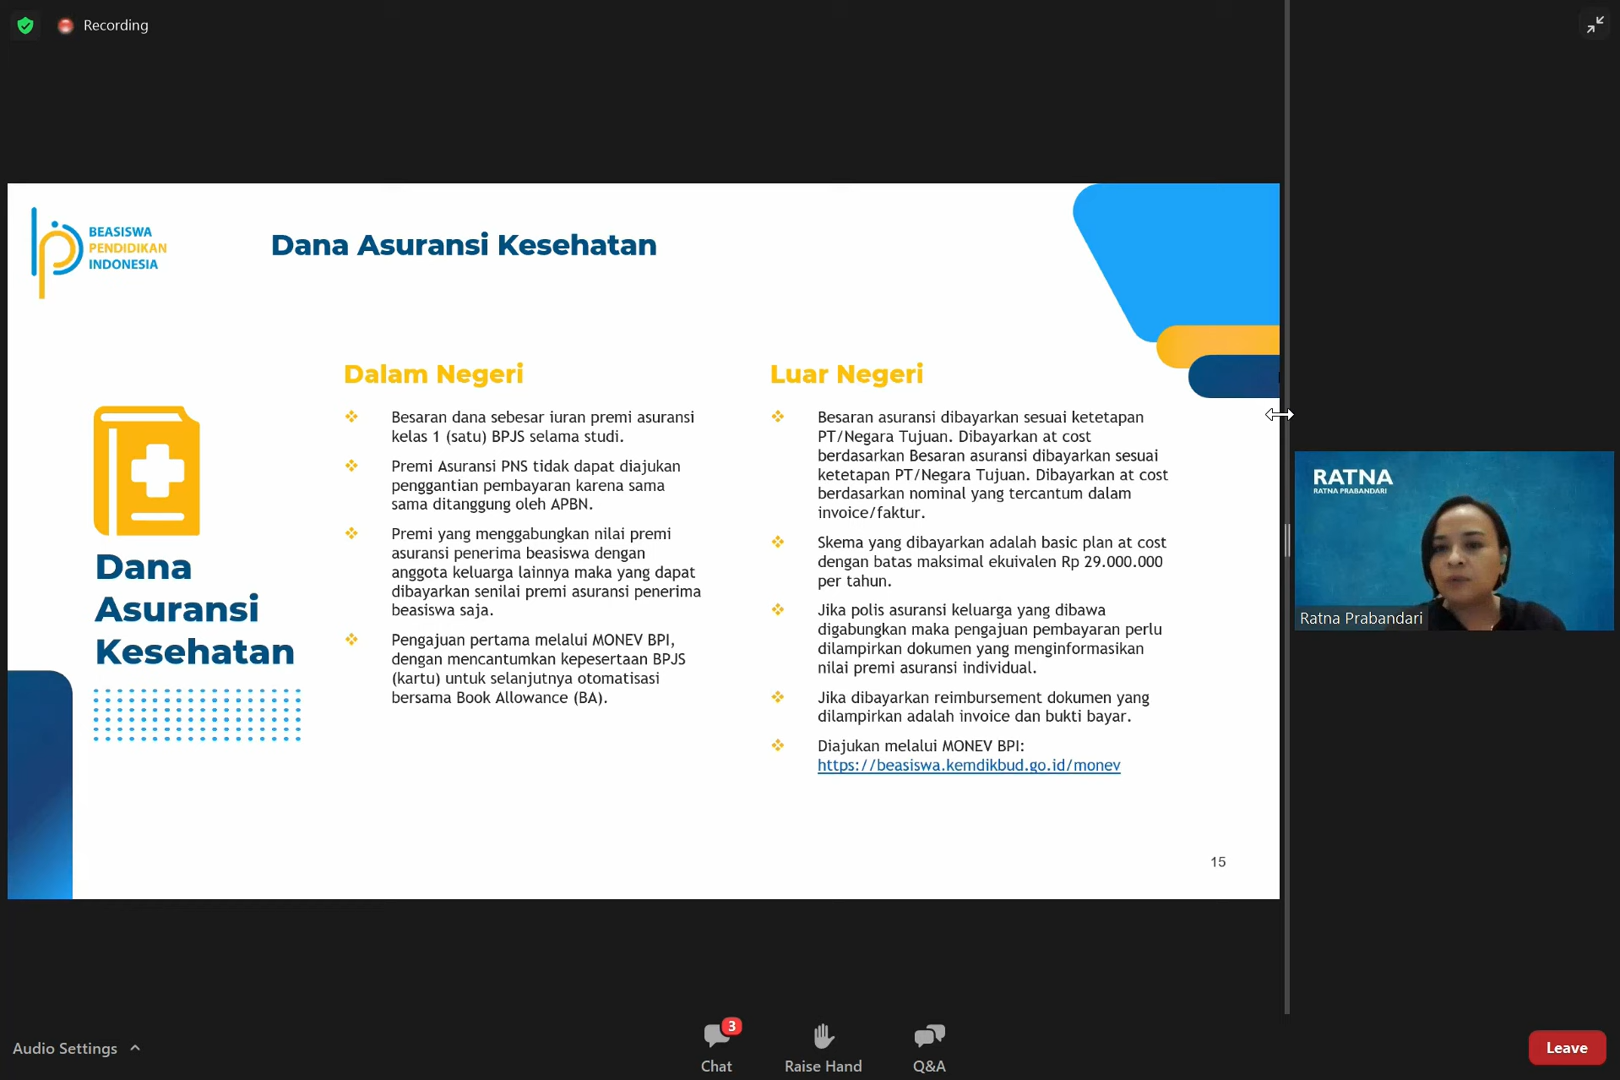 Recording
BEASISWA
PENDIDIKAN
INDONESIA
Dana Asuransi Kesehatan
Dana
Asuransi
Kesehatan
Dalam Negeri
Besaran dana sebesar iuran premi asuransi
kelas 1 (satu) BPJS selama studi.
Premi Asuransi PNS tidak dapat diajukan
penggantian pembayaran karena sama
sama ditanggung oleh APBN.
Premi yang menggabungkan nilai premi
asuransi penerima beasiswa dengan
anggota keluarga lainnya maka yang dapat
dibayarkan senilai premi asuransi penerima
beasiswa saja.
Pengajuan pertama melalui MONEV BPI,
dengan mencantumkan kepesertaan BPJS
(kartu) untuk selanjutnya otomatisasi
bersama Book Allowance (BA).
Luar Negeri
Besaran asuransi dibayarkan sesuai ketetapan
PT/Negara Tujuan. Dibayarkan at cost
berdasarkan Besaran asuransi dibayarkan sesuai
ketetapan PT/Negara Tujuan. Dibayarkan at cost
berdasarkan nominal yang tercantum dalam
invoice/faktur.
Skema yang dibayarkan adalah basic plan at cost
dengan batas maksimal ekuivalen Rp 29.000.000
per tahun.
Jika polis asuransi keluarga yang dibawa
digabungkan maka pengajuan pembayaran perlu
dilampirkan dokumen yang menginformasikan
nilai premi asuransi individual.
Jika dibayarkan reimbursement dokumen yang
dilampirkan adalah invoice dan bukti bayar.
Diajukan melalui MONEV BPI:
https://beasiswa.kemdikbud.go.id/monev
15
RATNA
RATNA PRABANDARI
Ratna Prabandari
Audio Settings
3
Chat
Raise Hand
Q&A
Leave